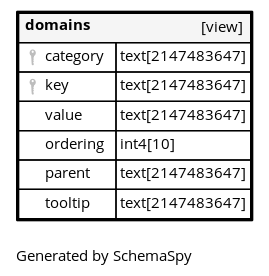 domains [view]
category text[2147483647]
key text[2147483647]
value text[2147483647]
ordering int4[10]
parent text[2147483647]
tooltip text[2147483647]
Generated by SchemaSpy